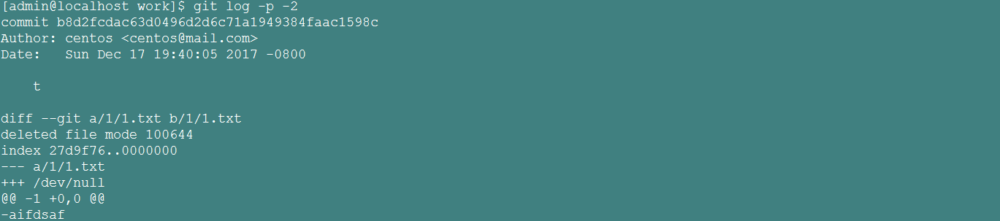 [admin@localhost work]$ git log -p -2
commit b8d2fcdac63d0496d2d6c71a1949384faac1598c
Author: centos <centos@mail.com>
Date:   Sun Dec 17 19:40:05 2017 -0800
    t
diff --git a/1/1.txt b/1/1.txt
deleted file mode 100644
index 27d9f76..0000000
--- a/1/1.txt
+++ /dev/null
@@ -1 +0,0 @@
-aifdsaf